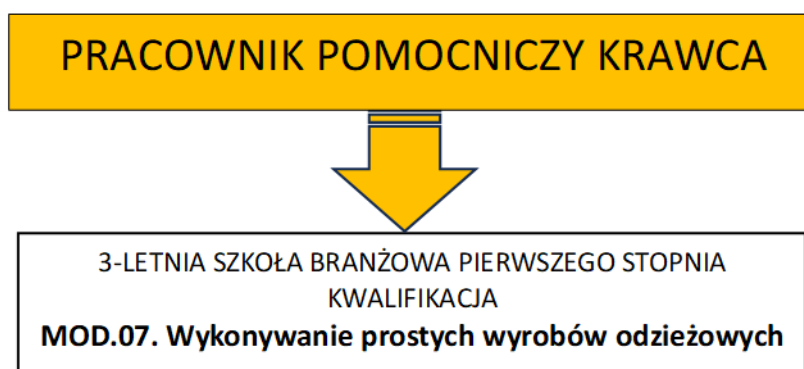 PRACOWNIK POMOCNICZY KRAWCA
3-LETNIA SZKOŁA BRANŻOWA PIERWSZEGO STOPNIA
KWALIFIKACJA
MOD.07. Wykonywanie prostych wyrobów odzieżowych